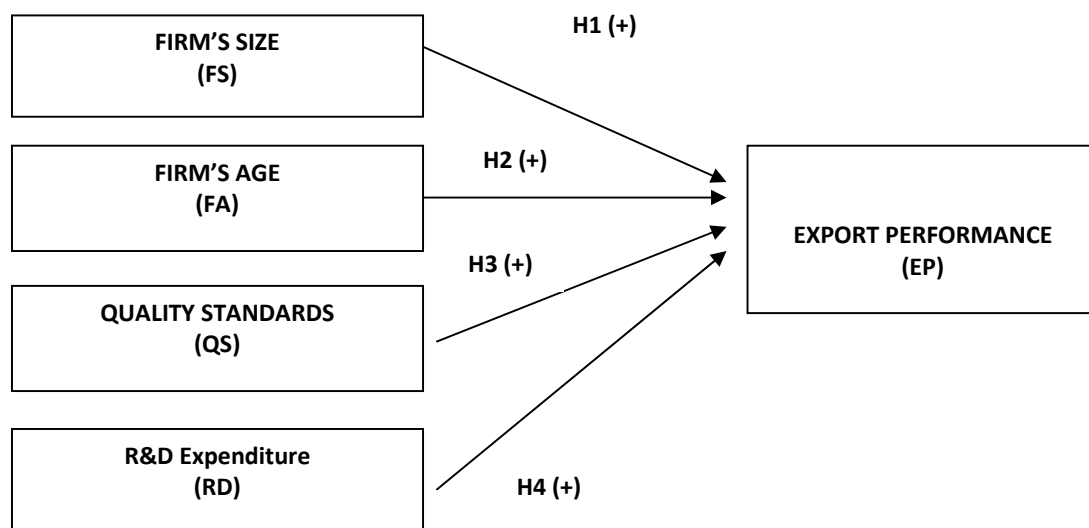 H1 (+)
FIRM’S SIZE
(FS)
H2 (+)
FIRM’S AGE
(FA)
EXPORT PERFORMANCE
(EP)
H3 (+)
QUALITY STANDARDS
(QS)
R&D Expenditure
(RD)
H4 (+)